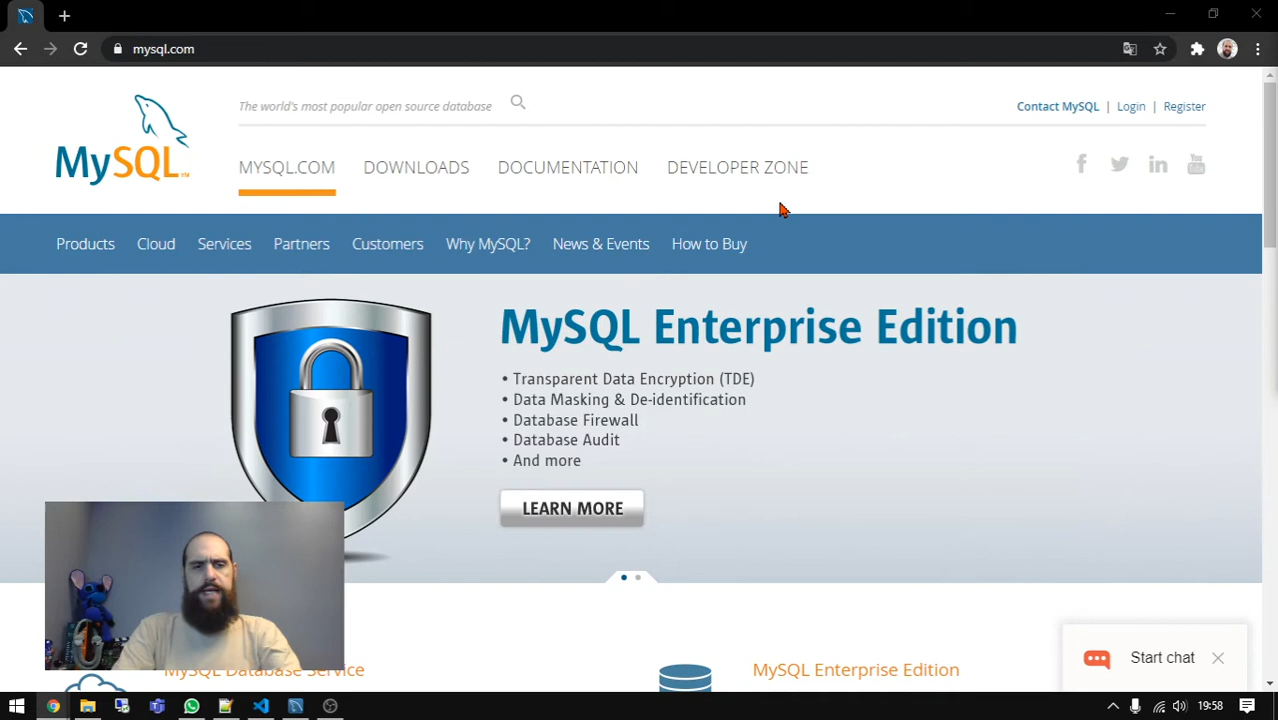 mysql.com
The world's most popular open source database
Contact MySQL | Login | Register
MySQL™
MYSQL.COM DOWNLOADS DOCUMENTATION DEVELOPER ZONE
Products Cloud Services Partners Customers Why MySQL? News & Events How to Buy
MySQL Enterprise Edition
• Transparent Data Encryption (TDE)
• Data Masking & De-identification
• Database Firewall
• Database Audit
• And more
LEARN MORE
Start chat
MySQL Database Service
MySQL Enterprise Edition
19:58